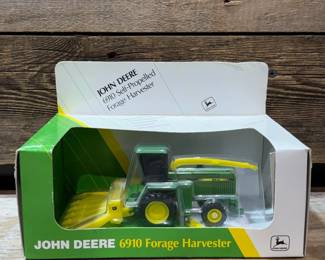 JOHN DEERE
6910 Self-Propelled
Forage Harvester
JOHN DEERE 6910 Forage Harvester